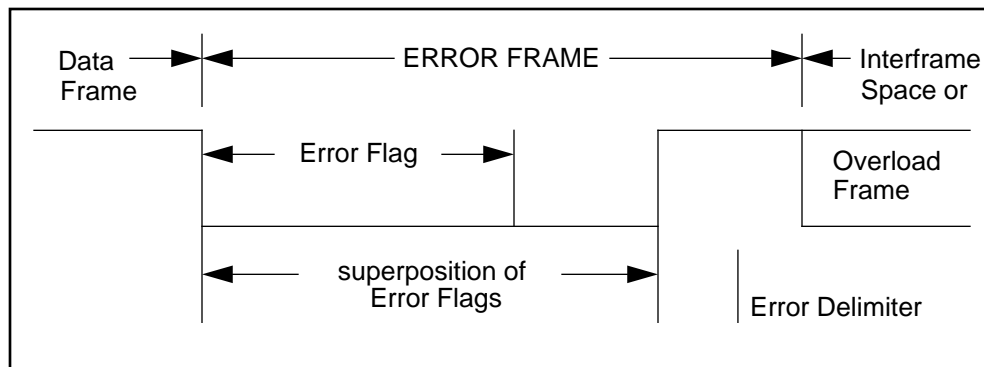 Data
Frame
ERROR FRAME
Interframe
Space or
Error Flag
Overload
Frame
superposition of
Error Flags
Error Delimiter